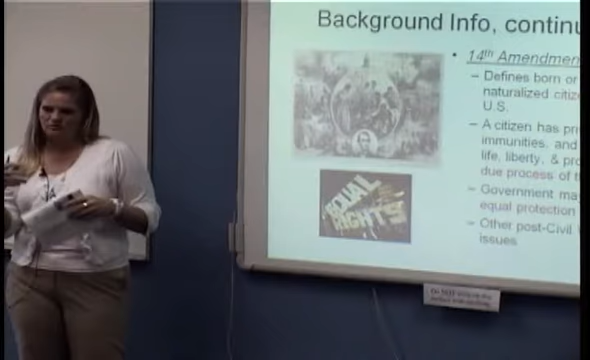 Background Info, continu
• 14th Amendmen
– Defines born or
naturalized citize
U.S.
– A citizen has pri
immunities, and
life, liberty, & pro
due process of t
– Government ma
equal protection
– Other post-Civil
issues
EQUAL
RIGHTS